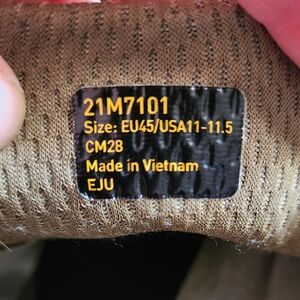 21M7101
Size: EU45/USA11-11.5
CM28
Made in Vietnam
EJU